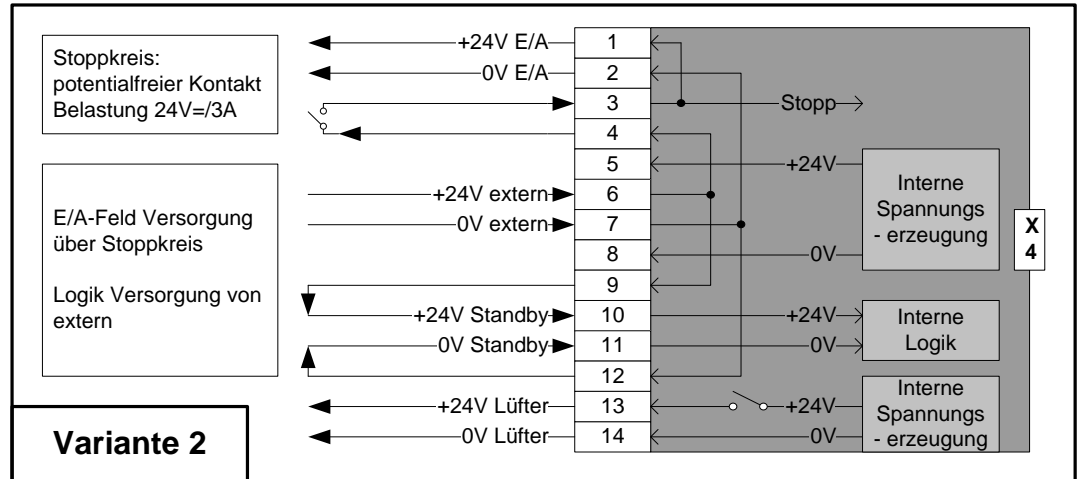 Stoppkreis:
potentialfreier Kontakt
Belastung 24V=/3A
E/A-Feld Versorgung
über Stoppkreis
Logik Versorgung von
extern
Variante 2
+24V E/A
0V E/A
+24V extern
0V extern
+24V Standby
0V Standby
+24V Lüfter
0V Lüfter
1
2
3
4
5
6
7
8
9
10
11
12
13
14
Stopp
+24V
0V
+24V
0V
+24V
0V
Interne
Spannungs
- erzeugung
Interne
Logik
Interne
Spannungs
- erzeugung
X
4